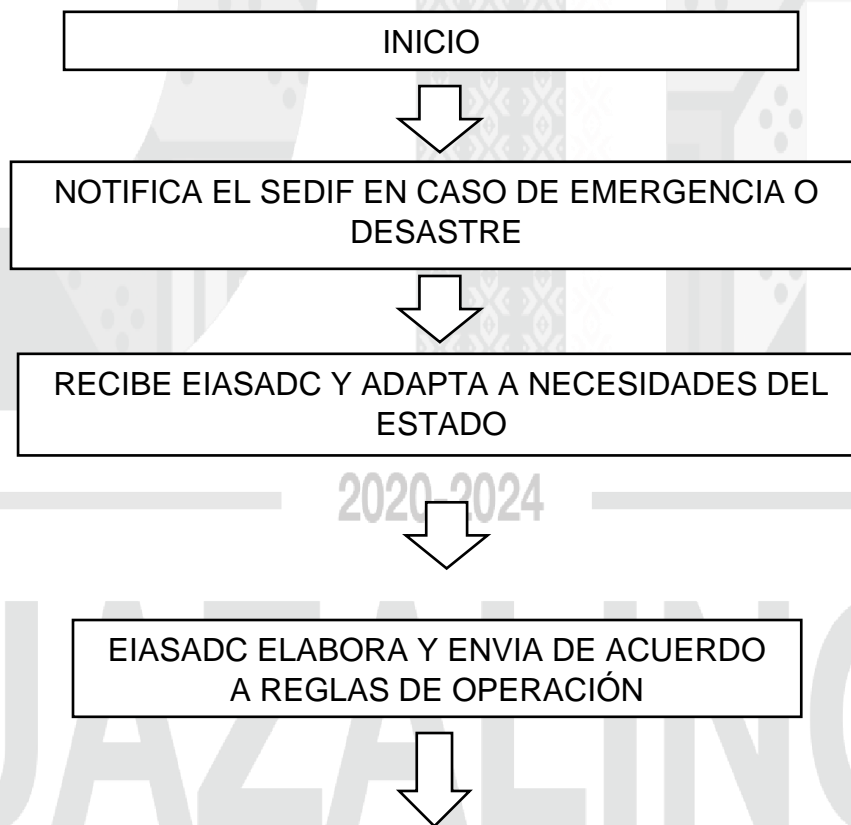 INICIO
NOTIFICA EL SEDIF EN CASO DE EMERGENCIA O
DESASTRE
RECIBE EIASADC Y ADAPTA A NECESIDADES DEL
ESTADO
2020-2024
EIASADC ELABORA Y ENVIA DE ACUERDO
A REGLAS DE OPERACIÓN